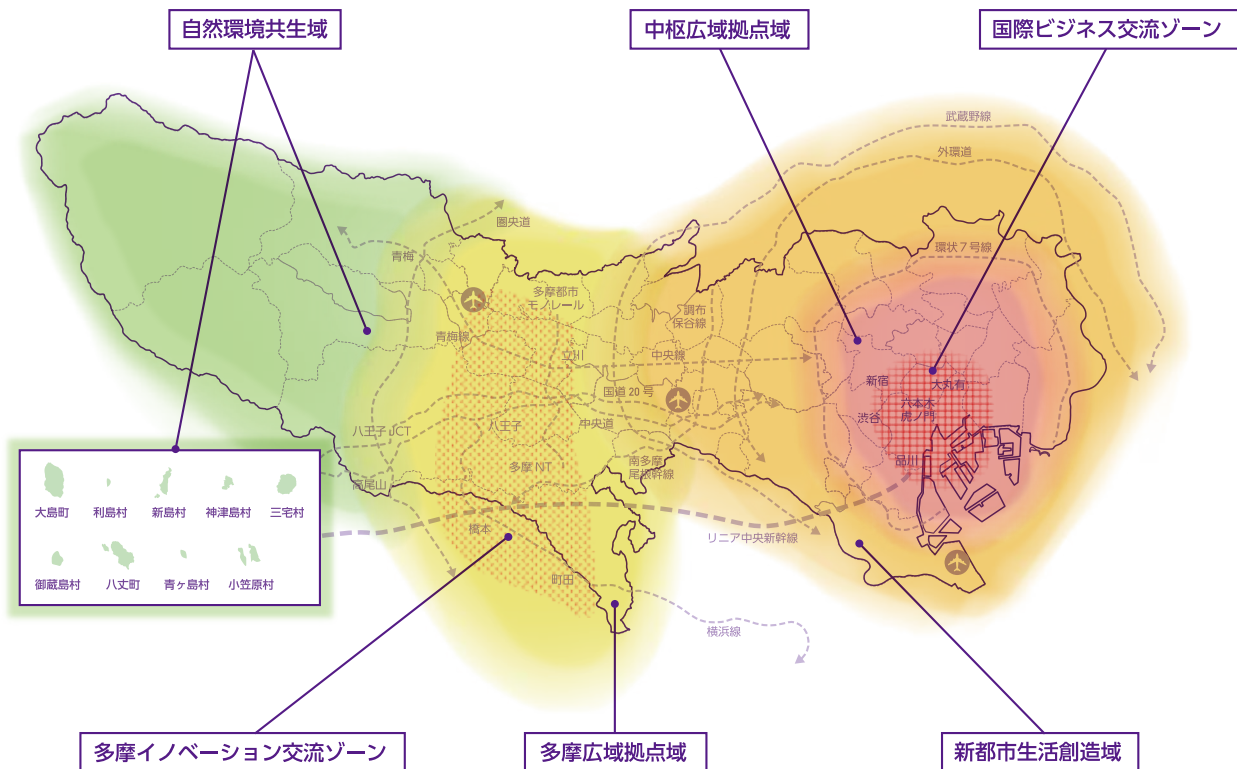 自然環境共生域
中枢広域拠点域
国際ビジネス交流ゾーン
武蔵野線
外環道
圏央道
環状7号線
青梅
多摩都市
モノレール
調布
保谷線
青梅線
立川
中央線
新宿
大丸有
国道20号
六本木
虎ノ門
渋谷
八王子JCT
八王子
中央道
品川
多摩NT
南多摩
尾根幹線
高尾山
大島町
利島村
新島村
神津島村
三宅村
橋本
リニア中央新幹線
御蔵島村
八丈町
青ヶ島村
小笠原村
町田
横浜線
多摩イノベーション交流ゾーン
多摩広域拠点域
新都市生活創造域